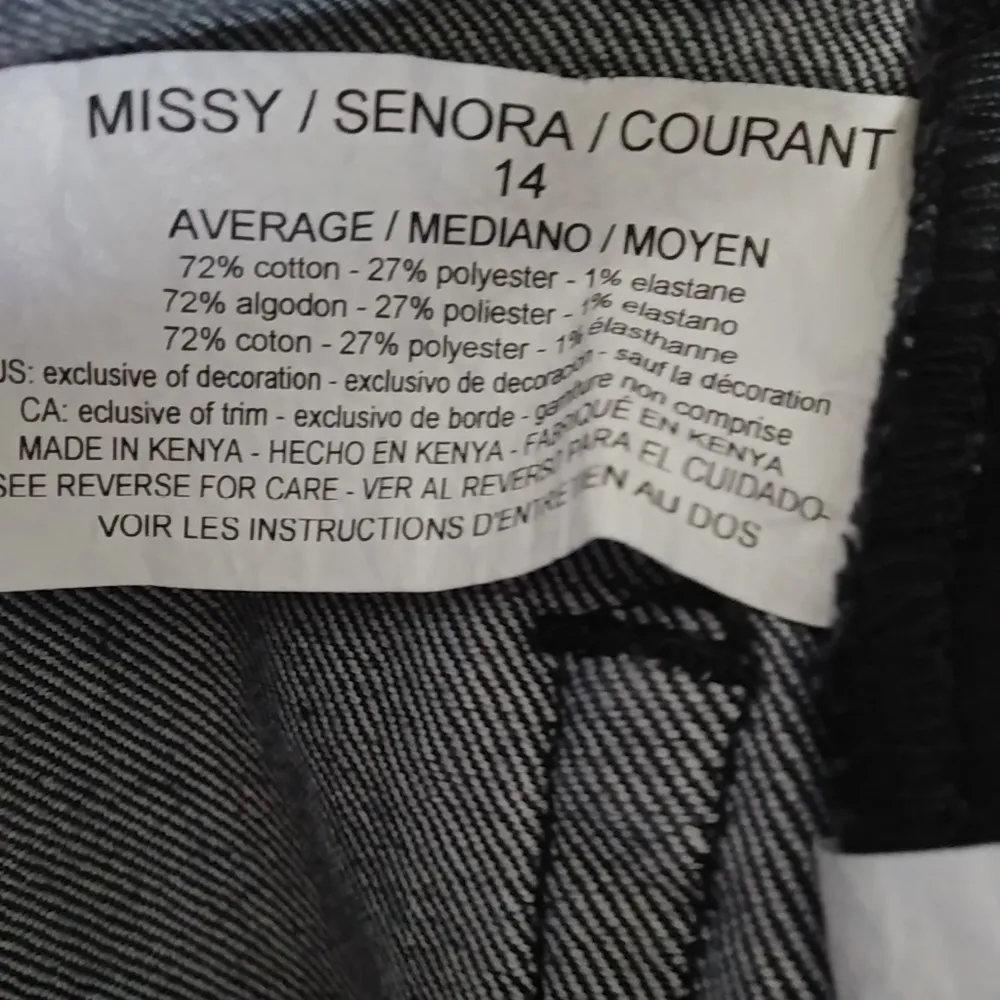 MISSY / SENORA / COURANT
14
AVERAGE / MEDIANO / MOYEN
72% cotton - 27% polyester - 1% elastane
72% algodon - 27% poliester - 1% elastano
72% coton - 27% polyester - 1% élasthanne
US: exclusive of decoration - exclusivo de decoracion - sauf la décoration
CA: eclusive of trim - exclusivo de borde - garniture non comprise
MADE IN KENYA - HECHO EN KENYA - FABRIQUÉ EN KENYA
SEE REVERSE FOR CARE - VER AL REVERSO PARA EL CUIDADO-
VOIR LES INSTRUCTIONS D'ENTRETIEN AU DOS